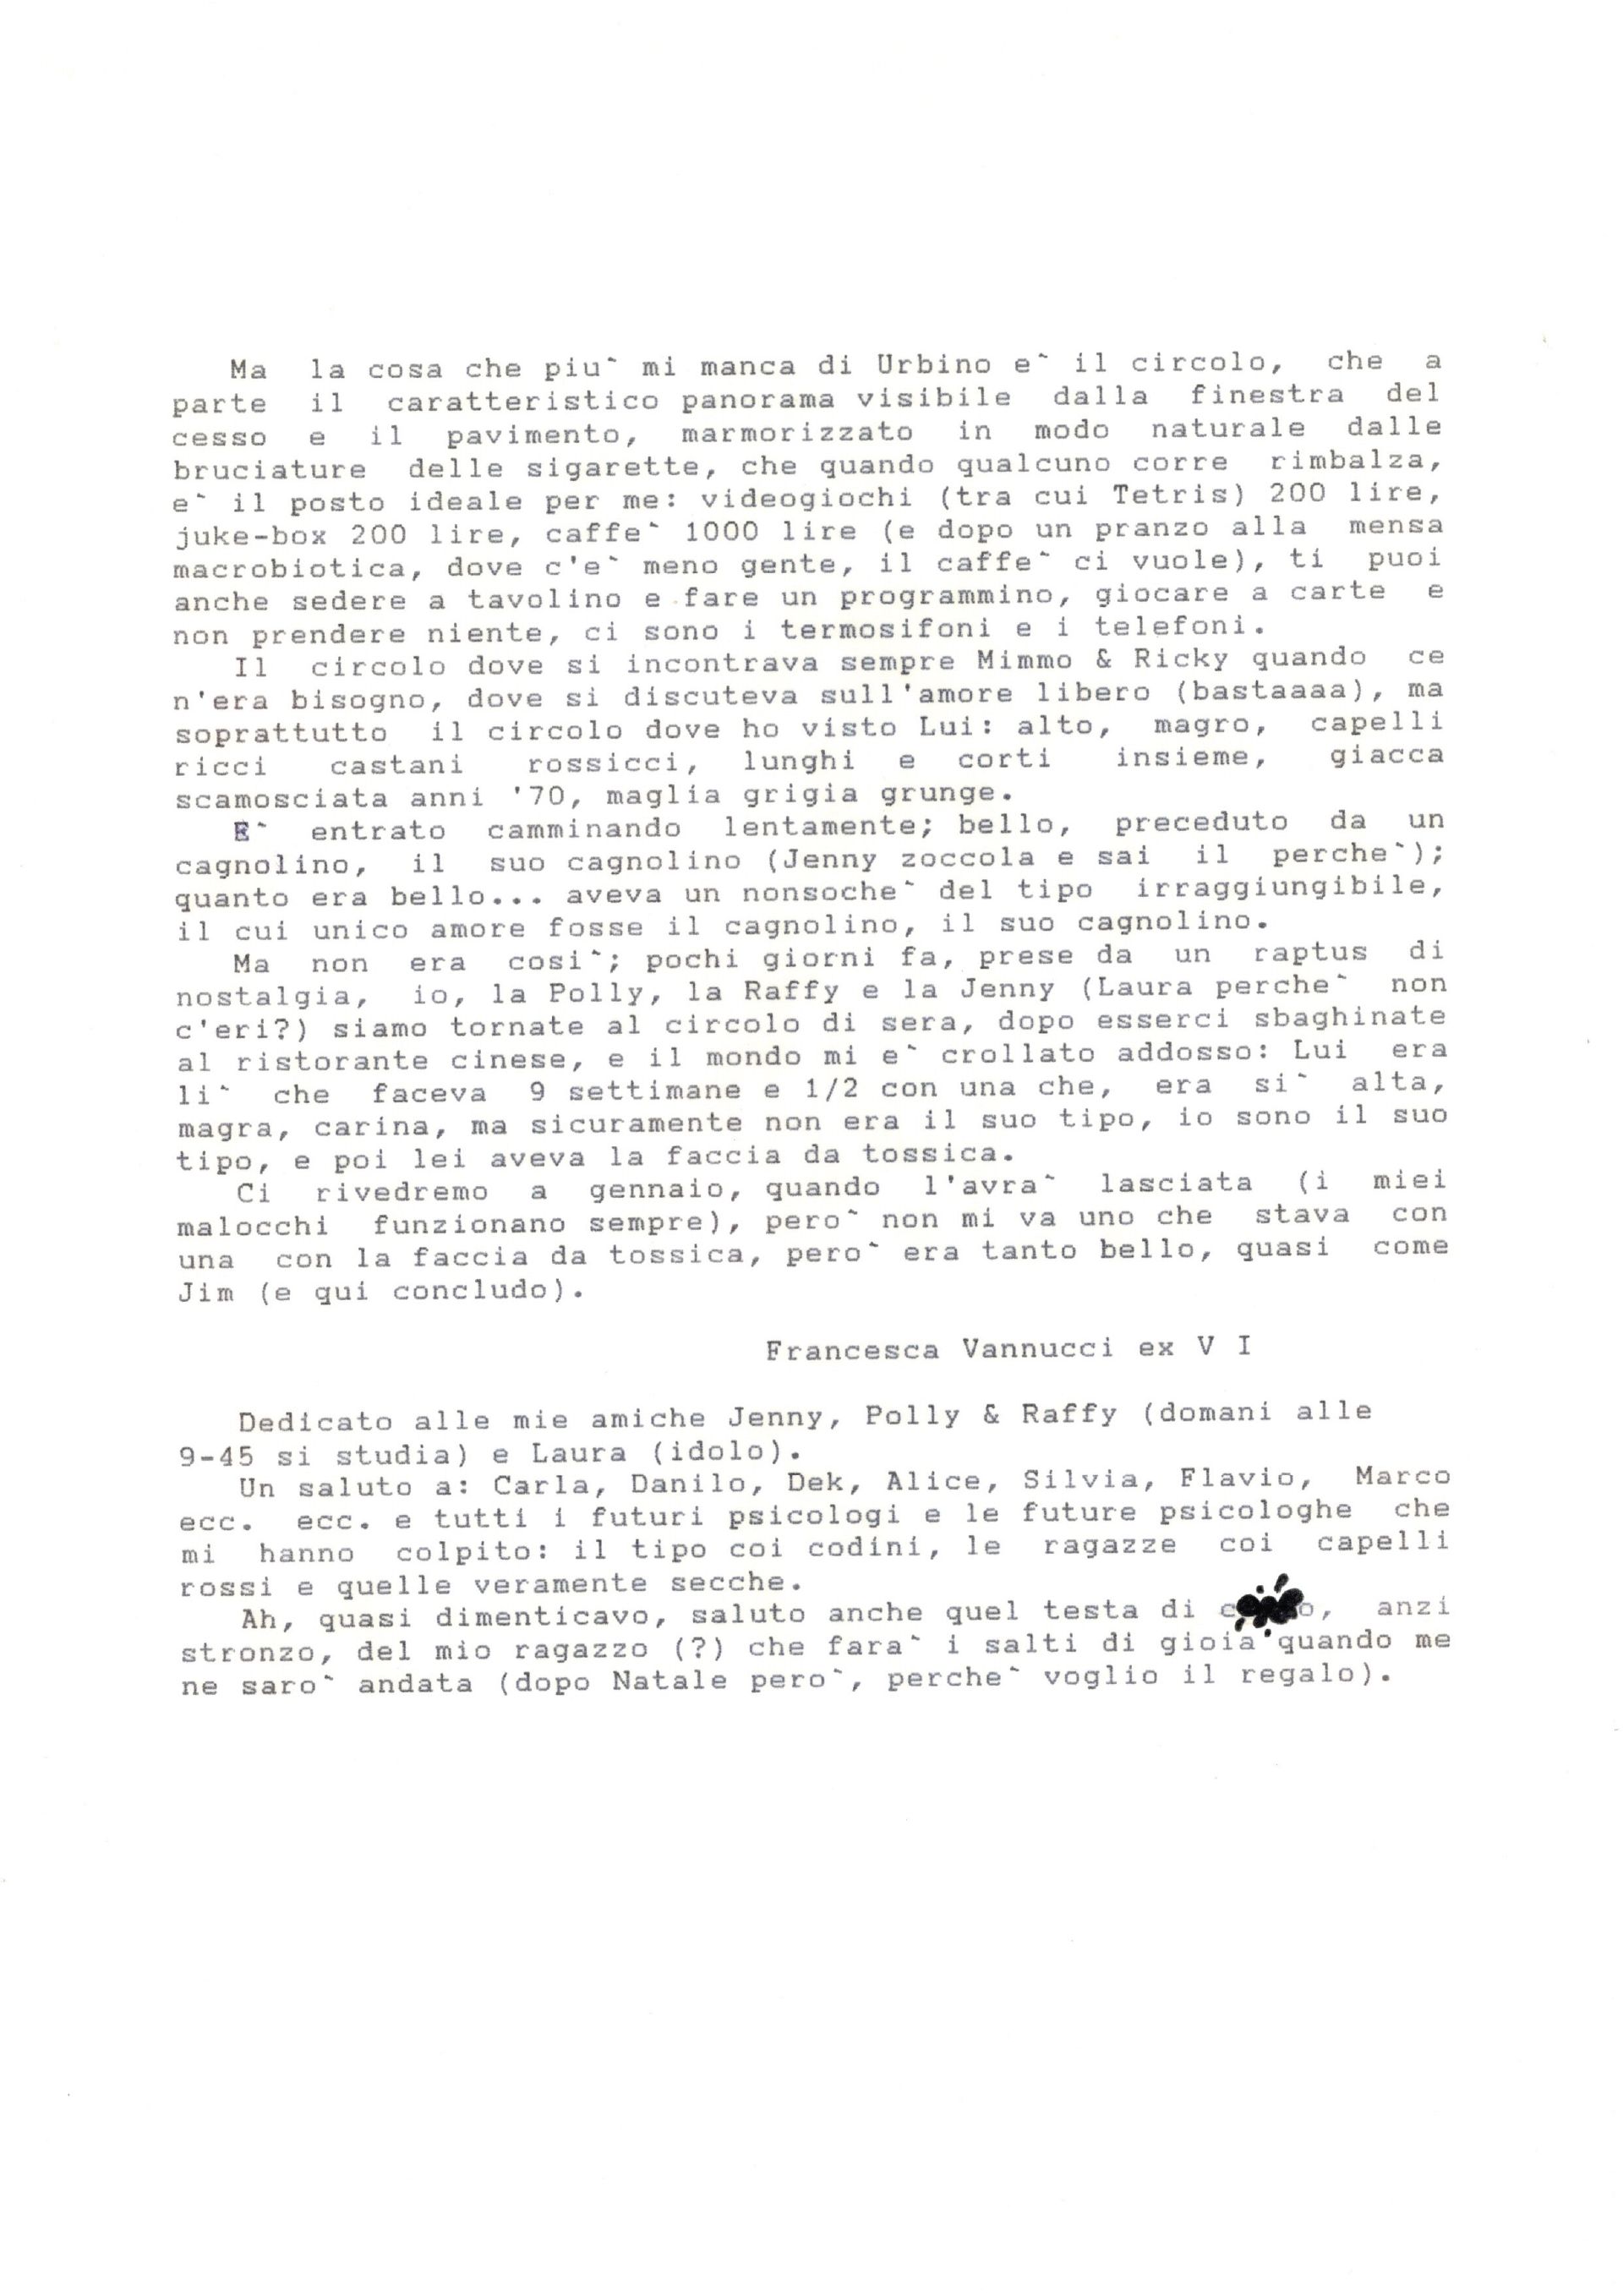 Ma la cosa che piu` mi manca di Urbino e` il circolo, che a
parte il caratteristico panorama visibile dalla finestra del
cesso e il pavimento, marmorizzato in modo naturale dalle
bruciature delle sigarette, che quando qualcuno corre rimbalza,
e` il posto ideale per me: videogiochi (tra cui Tetris) 200 lire,
juke-box 200 lire, caffe` 1000 lire (e dopo un pranzo alla mensa
macrobiotica, dove c'e` meno gente, il caffe` ci vuole), ti puoi
anche sedere a tavolino e fare un programmino, giocare a carte e
non prendere niente, ci sono i termosifoni e i telefoni.
Il circolo dove si incontrava sempre Mimmo & Ricky quando ce
n'era bisogno, dove si discuteva sull'amore libero (bastaaaa), ma
soprattutto il circolo dove ho visto Lui: alto, magro, capelli
ricci castani rossicci, lunghi e corti insieme, giacca
scamosciata anni '70, maglia grigia grunge.
E` entrato camminando lentamente; bello, preceduto da un
cagnolino, il suo cagnolino (Jenny zoccola e sai il perche`);
quanto era bello... aveva un nonsoche` del tipo irraggiungibile,
il cui unico amore fosse il cagnolino, il suo cagnolino.
Ma non era cosi`; pochi giorni fa, prese da un raptus di
nostalgia, io, la Polly, la Raffy e la Jenny (Laura perche` non
c'eri?) siamo tornate al circolo di sera, dopo esserci sbaghinate
al ristorante cinese, e il mondo mi e` crollato addosso: Lui era
li` che faceva 9 settimane e 1/2 con una che, era si` alta,
magra, carina, ma sicuramente non era il suo tipo, io sono il suo
tipo, e poi lei aveva la faccia da tossica.
Ci rivedremo a gennaio, quando l'avra` lasciata (i miei
malocchi funzionano sempre), pero` non mi va uno che stava con
una con la faccia da tossica, pero` era tanto bello, quasi come
Jim (e qui concludo).
Francesca Vannucci ex V I
Dedicato alle mie amiche Jenny, Polly & Raffy (domani alle
9-45 si studia) e Laura (idolo).
Un saluto a: Carla, Danilo, Dek, Alice, Silvia, Flavio, Marco
ecc. ecc. e tutti i futuri psicologi e le future psicologhe che
mi hanno colpito: il tipo coi codini, le ragazze coi capelli
rossi e quelle veramente secche.
Ah, quasi dimenticavo, saluto anche quel testa di anzi
stronzo, del mio ragazzo (?) che fara` i salti di gioia quando me
ne saro` andata (dopo Natale pero`, perche` voglio il regalo).